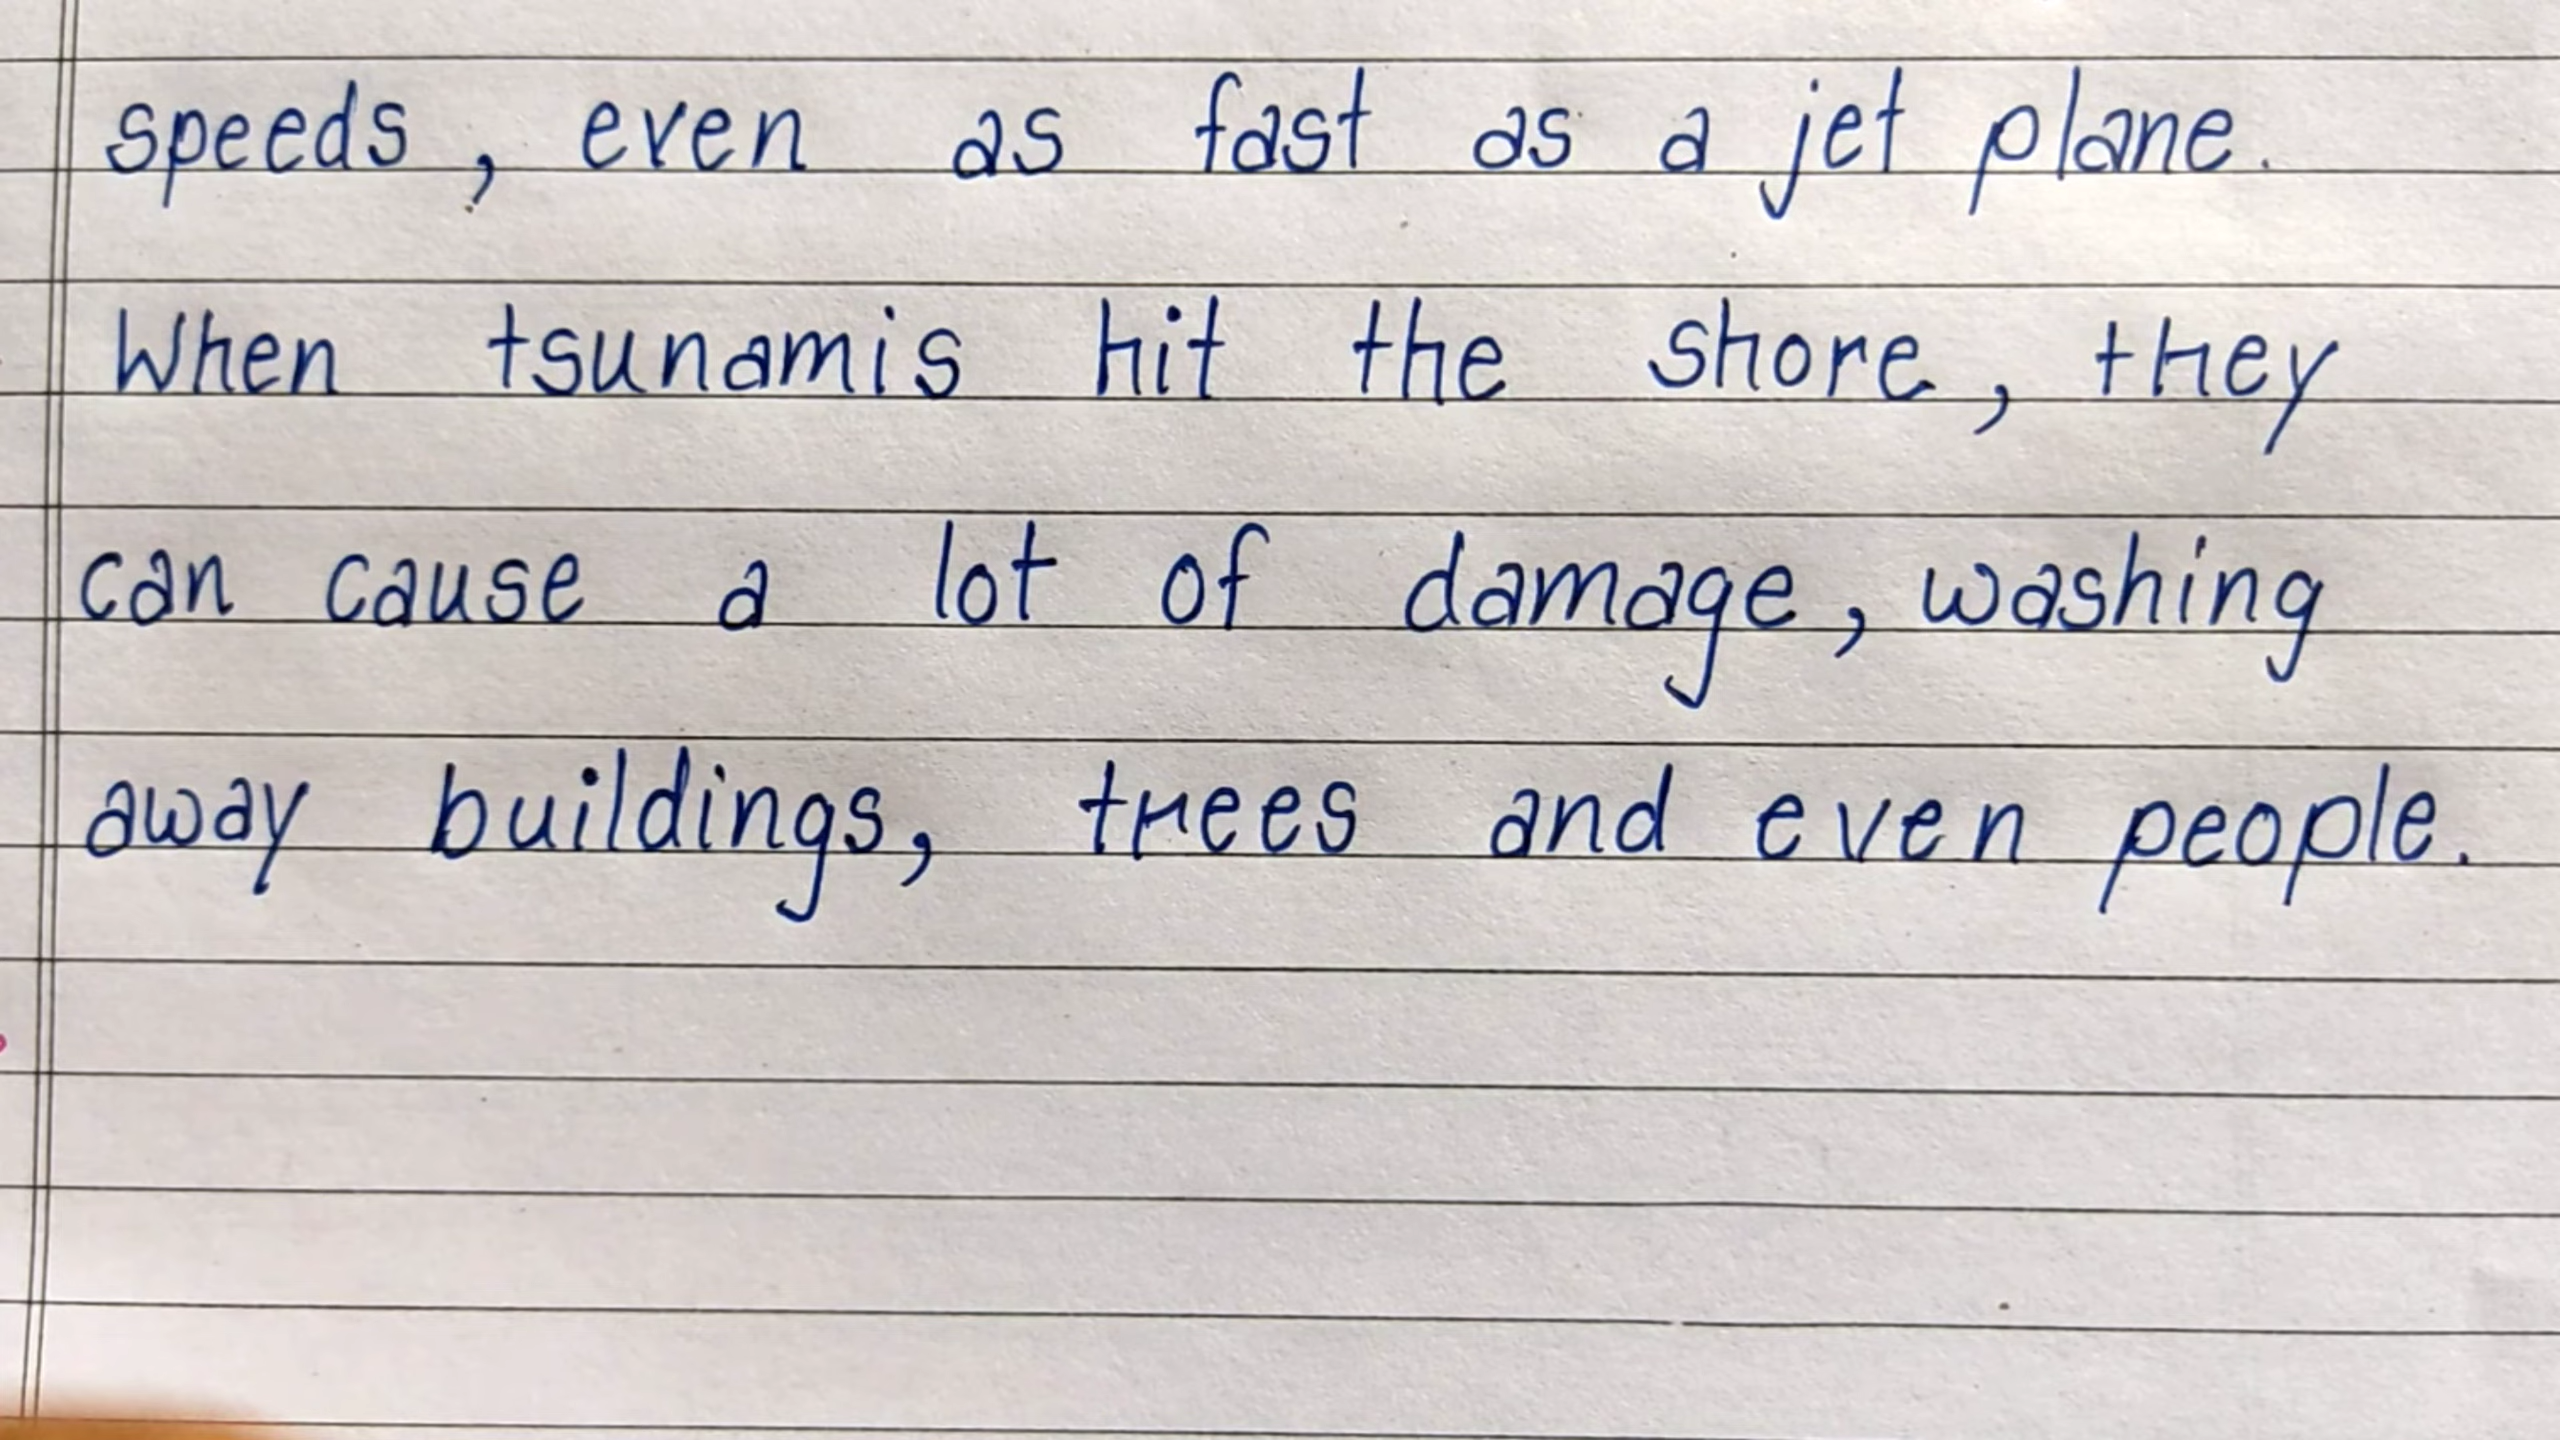 speeds, even as fast as a jet plane.
When tsunamis hit the shore, they
can cause a lot of damage, washing
away buildings, trees and even people.